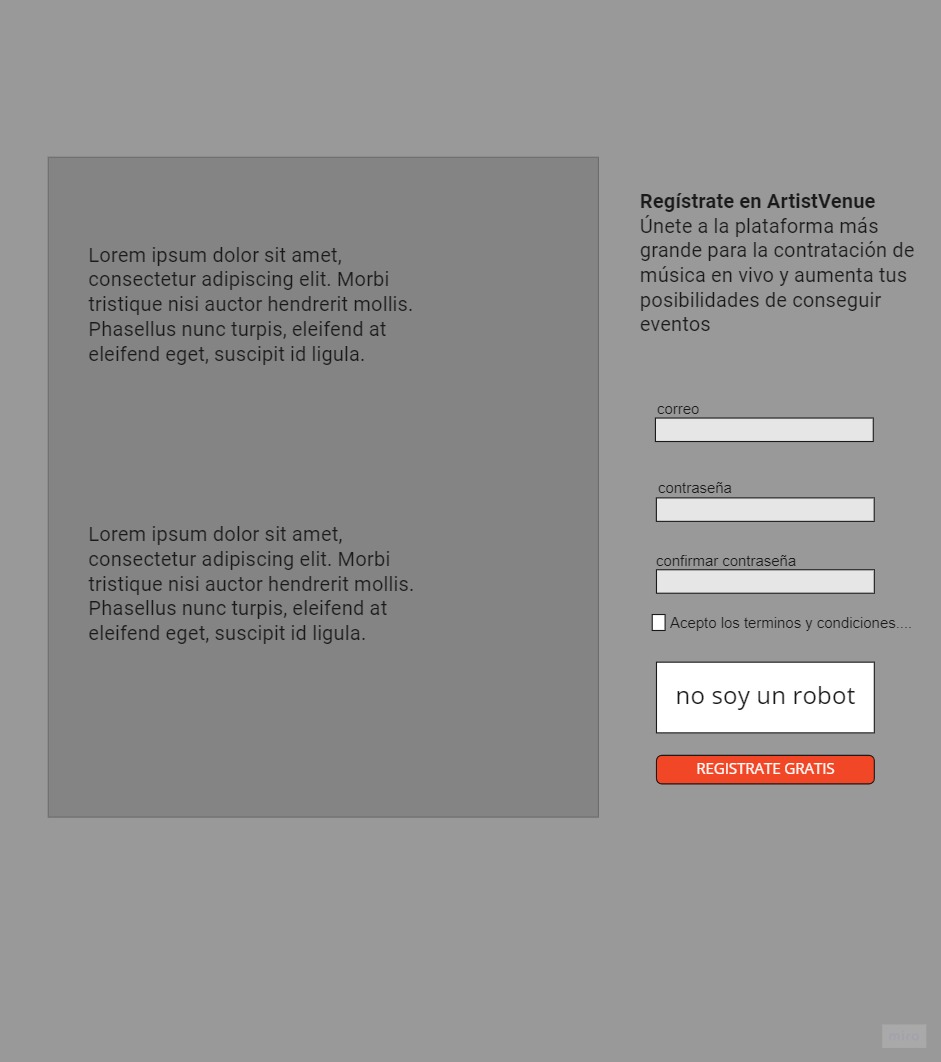 Lorem ipsum dolor sit amet,
consectetur adipiscing elit. Morbi
tristique nisi auctor hendrerit mollis.
Phasellus nunc turpis, eleifend at
eleifend eget, suscipit id ligula.
Lorem ipsum dolor sit amet,
consectetur adipiscing elit. Morbi
tristique nisi auctor hendrerit mollis.
Phasellus nunc turpis, eleifend at
eleifend eget, suscipit id ligula.
Regístrate en ArtistVenue
Únete a la plataforma más
grande para la contratación de
música en vivo y aumenta tus
posibilidades de conseguir
eventos
correo
contraseña
confirmar contraseña
Acepto los terminos y condiciones....
no soy un robot
REGISTRATE GRATIS
miro